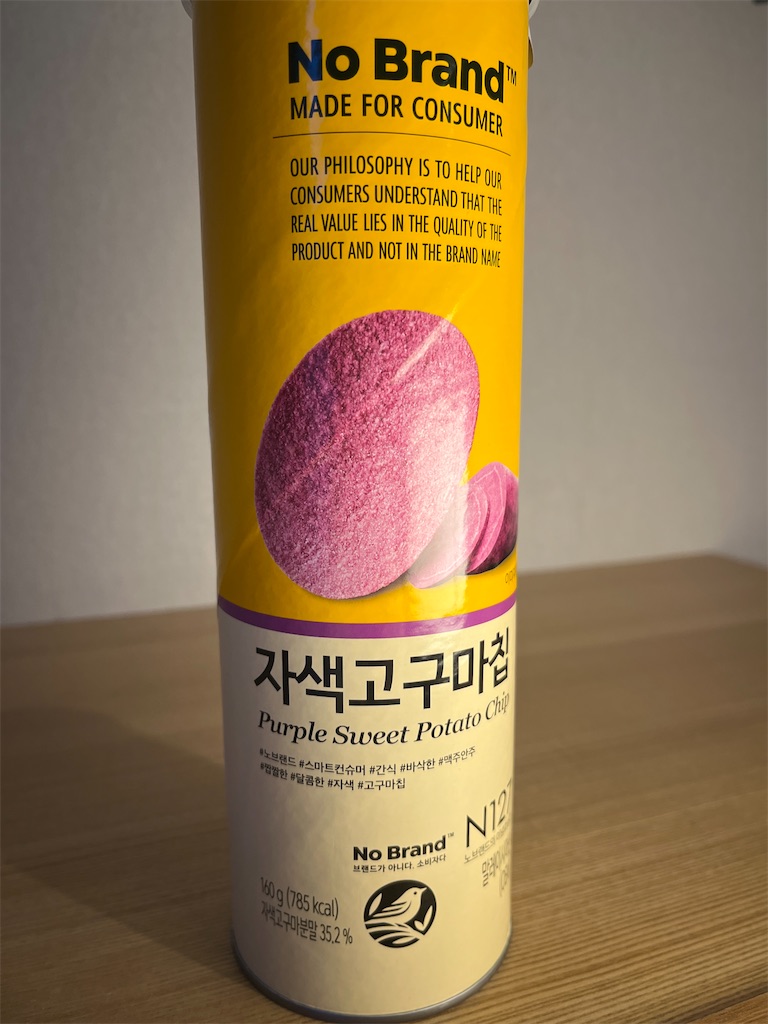 No Brand™
MADE FOR CONSUMER
OUR PHILOSOPHY IS TO HELP OUR
CONSUMERS UNDERSTAND THAT THE
REAL VALUE LIES IN THE QUALITY OF THE
PRODUCT AND NOT IN THE BRAND NAME
자색고구마칩
Purple Sweet Potato Chip
#노브랜드 #스마트컨슈머 #간식 #바삭한 #맥주안주
#짭짤한 #달콤한 #자색 #고구마칩
N127
No Brand™
브랜드가 아니다. 소비자다
160 g (785 kcal)
자색고구마분말 35.2 %